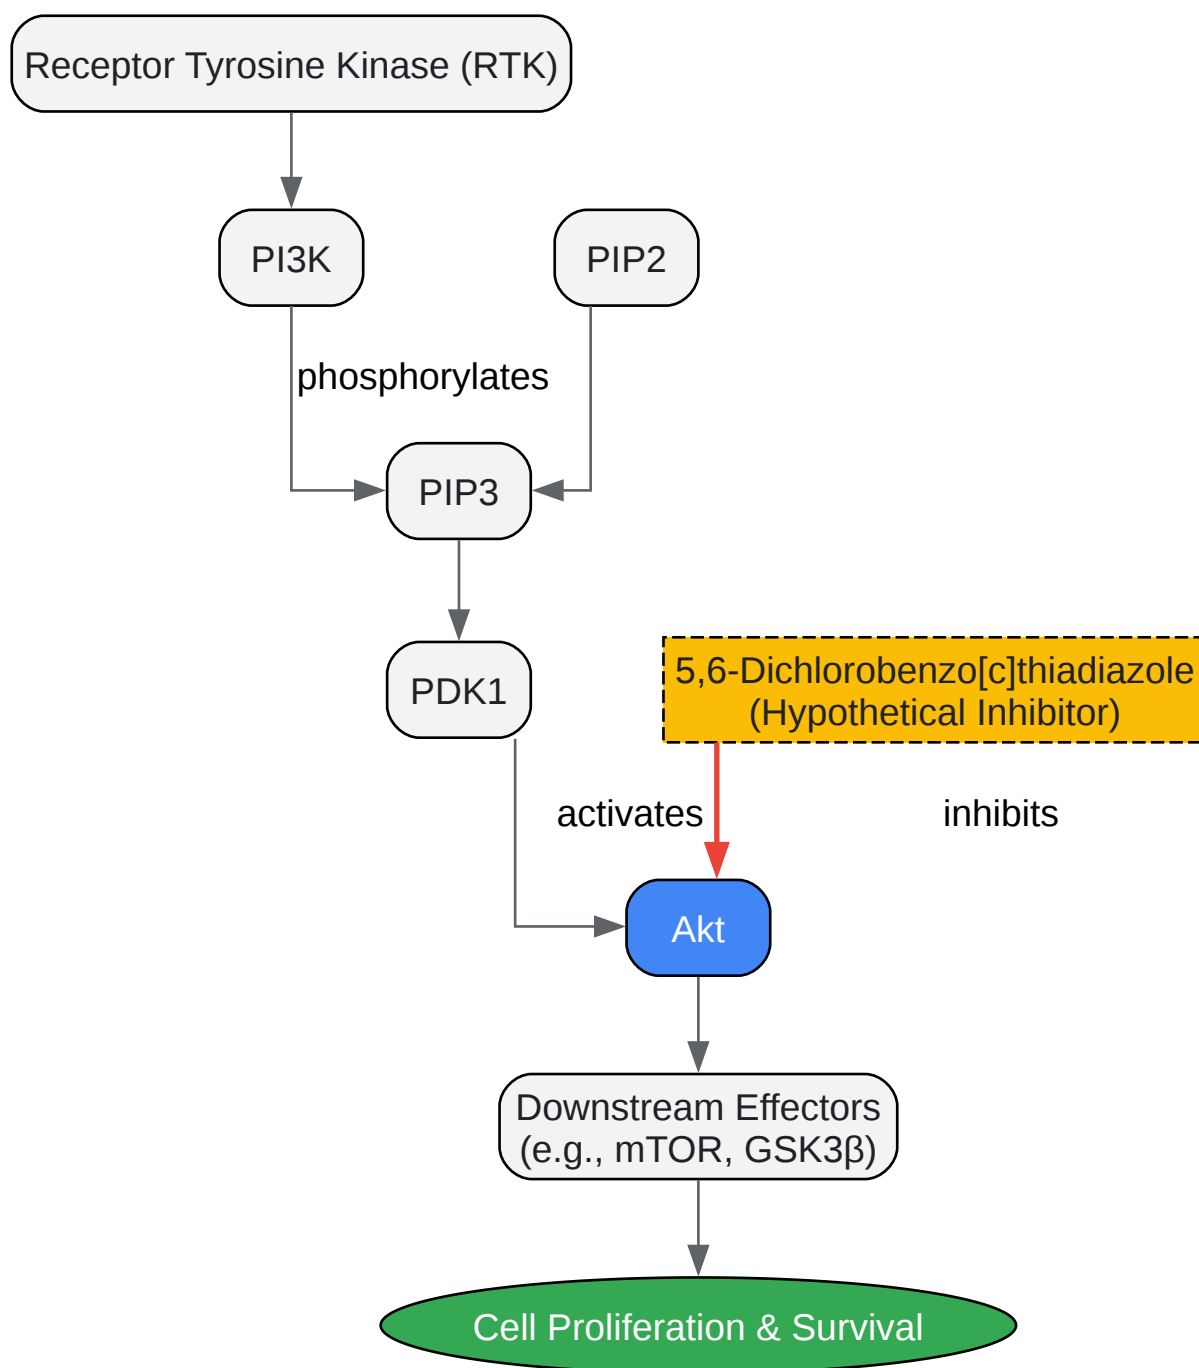 Receptor Tyrosine Kinase (RTK)
PI3K
PIP2
phosphorylates
PIP3
PDK1
5,6-Dichlorobenzo[c]thiadiazole
(Hypothetical Inhibitor)
activates
inhibits
Akt
Downstream Effectors
(e.g., mTOR, GSK3β)
Cell Proliferation & Survival